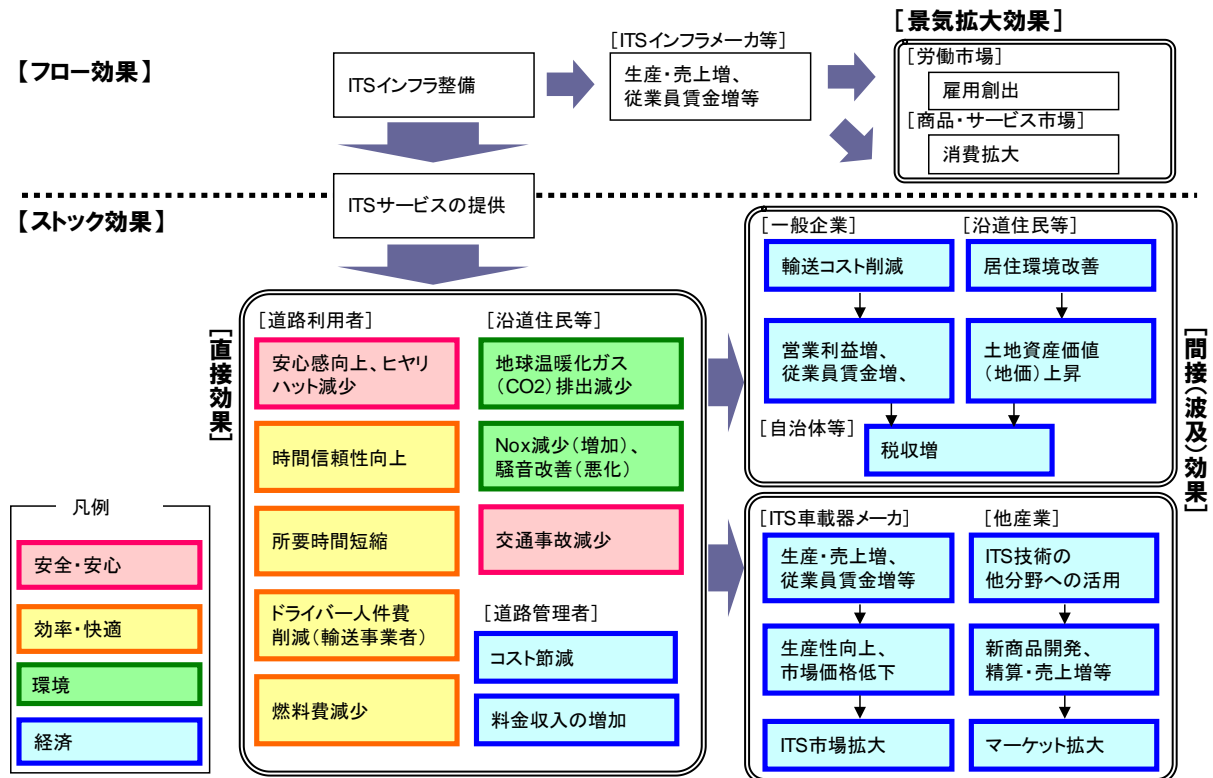 【フロー効果】
ITSインフラ整備
［ITSインフラメーカ等］
生産・売上増、
従業員賃金増等
［景気拡大効果］
［労働市場］
雇用創出
［商品・サービス市場］
消費拡大
【ストック効果】
ITSサービスの提供
［直接効果］
［道路利用者］
安心感向上、ヒヤリ
ハット減少
時間信頼性向上
所要時間短縮
ドライバー人件費
削減（輸送事業者）
燃料費減少
［沿道住民等］
地球温暖化ガス
（CO2）排出減少
Nox減少（増加）、
騒音改善（悪化）
交通事故減少
［道路管理者］
コスト節減
料金収入の増加
［間接（波及）効果］
［一般企業］
輸送コスト削減
営業利益増、
従業員賃金増、
［沿道住民等］
居住環境改善
土地資産価値
（地価）上昇
［自治体等］
税収増
［ITS車載器メーカ］
生産・売上増、
従業員賃金増等
生産性向上、
市場価格低下
ITS市場拡大
［他産業］
ITS技術の
他分野への活用
新商品開発、
精算・売上増等
マーケット拡大
凡例
安全・安心
効率・快適
環境
経済